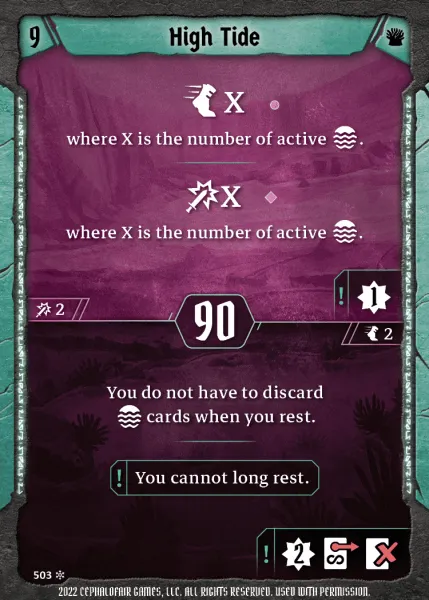 9 High Tide
X
where X is the number of active .
X
where X is the number of active .
! 1
2 90 2
You do not have to discard
cards when you rest.
! You cannot long rest.
! 2 S
503
2022 CEPHALOFAIR GAMES, LLC. ALL RIGHTS RESERVED. USED WITH PERMISSION.